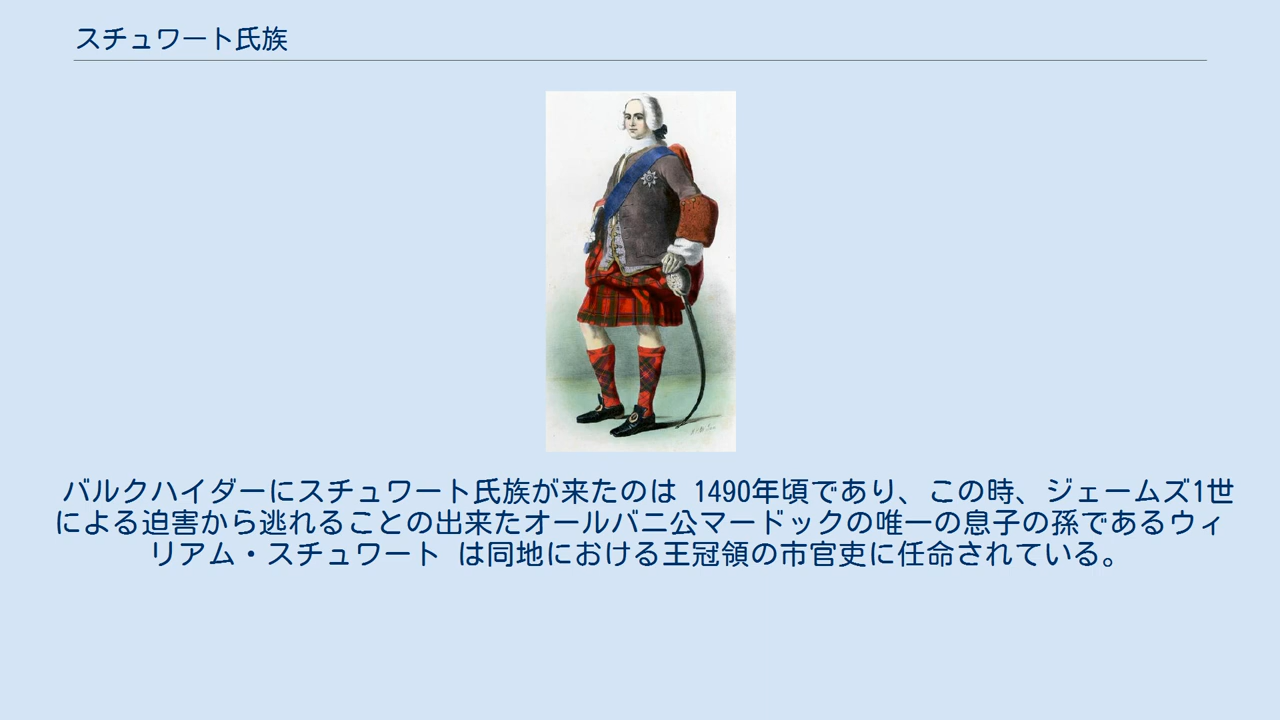 スチュワート氏族
バルクハイダーにスチュワート氏族が来たのは 1490年頃であり、この時、ジェームズ1世
による迫害から逃れることの出来たオールバニ公マードックの唯一の息子の孫であるウィ
リアム・スチュワート は同地における王冠領の市官吏に任命されている。